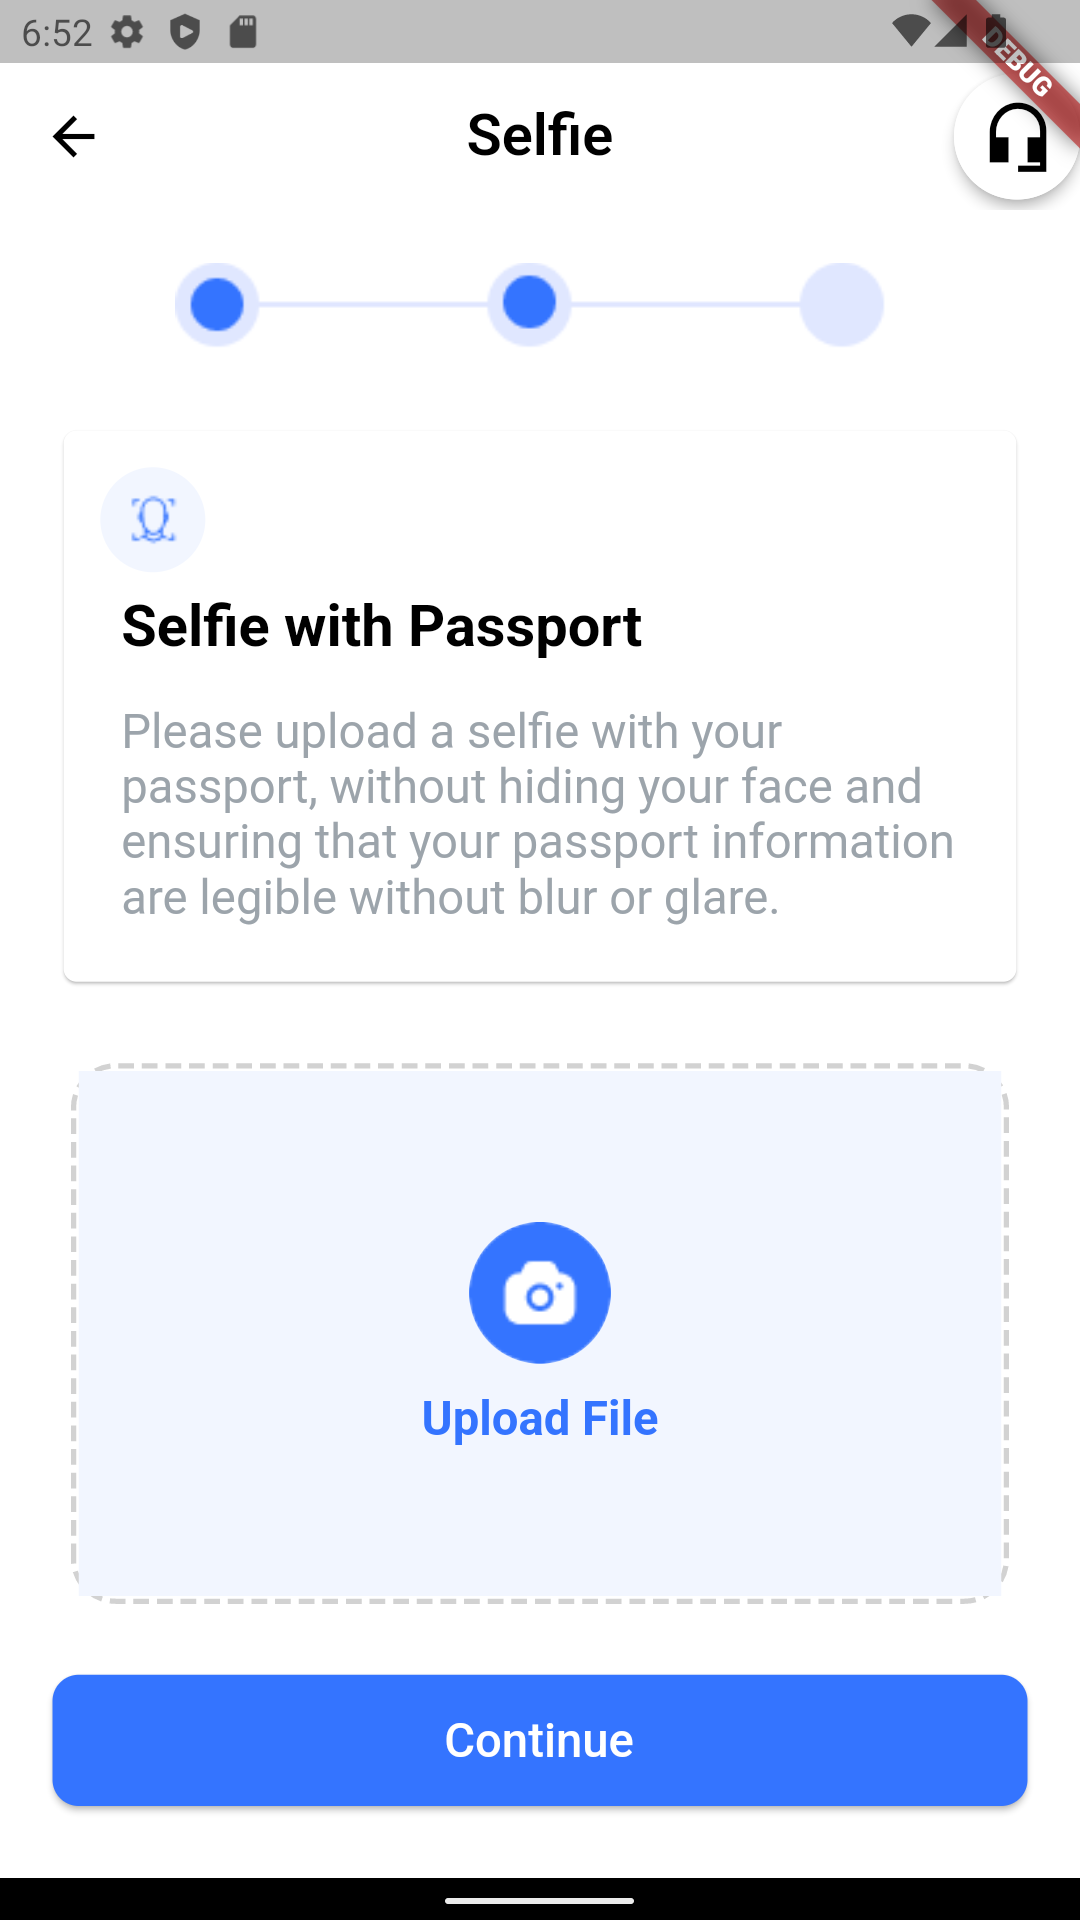 6:52
DEBUG
Selfie
Selfie with Passport
Please upload a selfie with your
passport, without hiding your face and
ensuring that your passport information
are legible without blur or glare.
Upload File
Continue